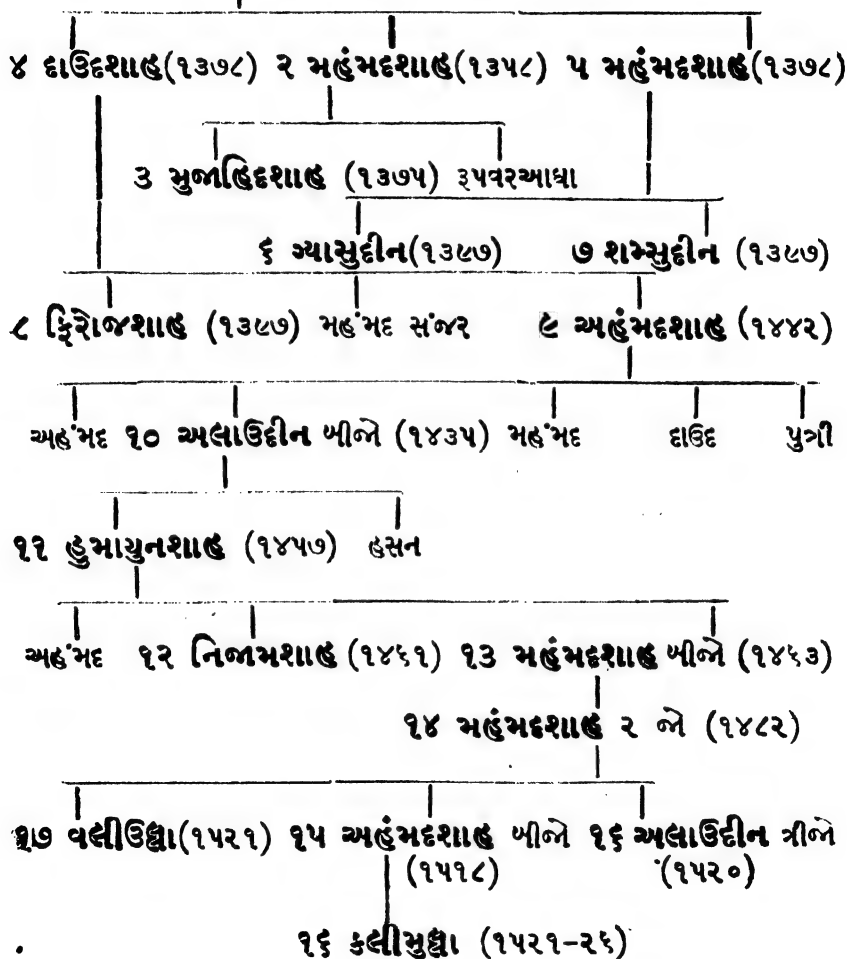 ૪ દાઉદશાહ(૧૩૭૮) ૨ મહંમદશાહ(૧૩૫૮) ૫ મહંમદશાહ(૧૩૭૮)
૩ મુજાહિદશાહ (૧૩૭૫) રૂપવરઆઘા
૬ ગ્યાસુદ્દીન(૧૩૯૭) ૭ શમ્સુદ્દીન (૧૩૯૭)
૮ ફિરોજશાહ (૧૩૯૭) મહંમદ સંજર ૯ અહંમદશાહ (૧૪૪૨)
અહંમદ ૧૦ અલાઉદ્દીન બીજો (૧૪૩૫) મહંમદ દાઉદ પુત્રી
૧૧ હુમાયુનશાહ (૧૪૫૭) હસન
અહંમદ ૧૨ નિજામશાહ (૧૪૬૧) ૧૩ મહંમદશાહ બીજો (૧૪૬૩)
૧૪ મહંમદશાહ ૨ જો (૧૪૮૨)
૧૭ વલીઉલ્લા(૧૫૨૧) ૧૫ અહંમદશાહ બીજો ૧૬ અલાઉદીન ત્રીજો
(૧૫૧૮) (૧૫૨૦)
૧૬ કલીમુલ્લા (૧૫૨૧-૨૬)